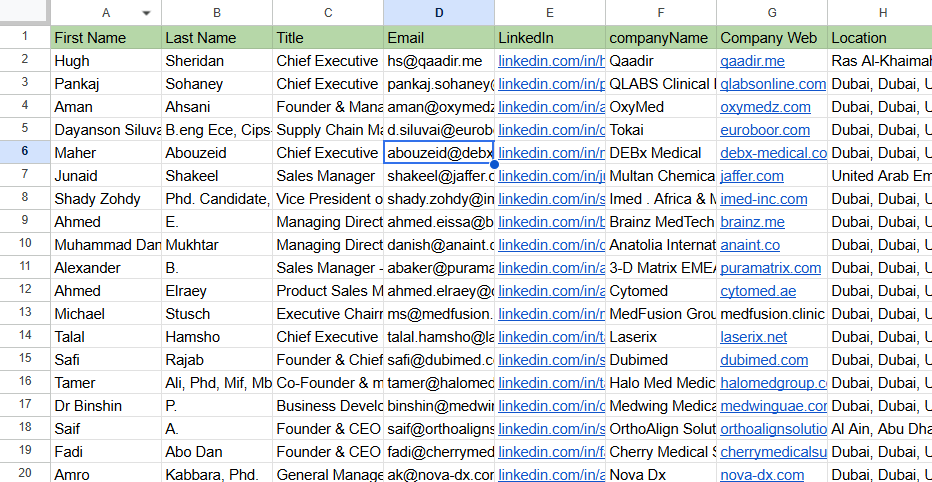 A B C D E F G H
1 First Name Last Name Title Email LinkedIn companyName Company Web Location
2 Hugh Sheridan Chief Executive hs@qaadir.me linkedin.com/in/h Qaadir qaadir.me Ras Al-Khaimah
3 Pankaj Sohaney Chief Executive pankaj.sohaney@ linkedin.com/in/p QLABS Clinical qlabsonline.com Dubai, Dubai, U
4 Aman Ahsani Founder & Mana aman@oxymedz linkedin.com/in/a OxyMed oxymedz.com Dubai, Dubai, U
5 Dayanson Siluva B.eng Ece, Cips- Supply Chain Ma d.siluvai@eurob linkedin.com/in/ Tokai euroboor.com Dubai, Dubai, U
6 Maher Abouzeid Chief Executive abouzeid@debx linkedin.com/in/ DEBx Medical debx-medical.co Dubai, Dubai, U
7 Junaid Shakeel Sales Manager shakeel@jaffer.c linkedin.com/in/j Multan Chemica jaffer.com United Arab Em
8 Shady Zohdy Phd. Candidate, Vice President o shady.zohdy@im linkedin.com/in/s Imed . Africa & M imed-inc.com Dubai, Dubai, U
9 Ahmed E. Managing Direct ahmed.eissa@b linkedin.com/in/ Brainz MedTech brainz.me Dubai, Dubai, U
10 Muhammad Dan Mukhtar Managing Direct danish@anaint.c linkedin.com/in/ Anatolia Internat anaint.co Dubai, Dubai, U
11 Alexander B. Sales Manager - abaker@purama linkedin.com/in/a 3-D Matrix EMEA puramatrix.com Dubai, Dubai, U
12 Ahmed Elraey Product Sales M ahmed.elraey@c linkedin.com/in/a Cytomed cytomed.ae Dubai, Dubai, U
13 Michael Stusch Executive Chairm ms@medfusion. linkedin.com/in/ MedFusion Grou medfusion.clinic Dubai, Dubai, U
14 Talal Hamsho Chief Executive talal.hamsho@la linkedin.com/in/t Laserix laserix.net Dubai, Dubai, U
15 Safi Rajab Founder & Chief safi@dubimed.c linkedin.com/in/s Dubimed dubimed.com Dubai, Dubai, U
16 Tamer Ali, Phd, Mif, Mb Co-Founder & m tamer@halomed linkedin.com/in/t Halo Med Medic halomedgroup.c Dubai, Dubai, U
17 Dr Binshin P. Business Develo binshin@medwin linkedin.com/in/ Medwing Medica medwinguae.com Dubai, Dubai, U
18 Saif A. Founder & CEO saif@orthoaligns linkedin.com/in/s OrthoAlign Solut orthoalignsolutio Al Ain, Abu Dha
19 Fadi Abo Dan Founder & CEO fadi@cherrymed linkedin.com/in/f Cherry Medical S cherrymedicalsu Dubai, Dubai, U
20 Amro Kabbara, Phd. General Manage ak@nova-dx.com linkedin.com/in/a Nova Dx nova-dx.com Dubai, Dubai, U